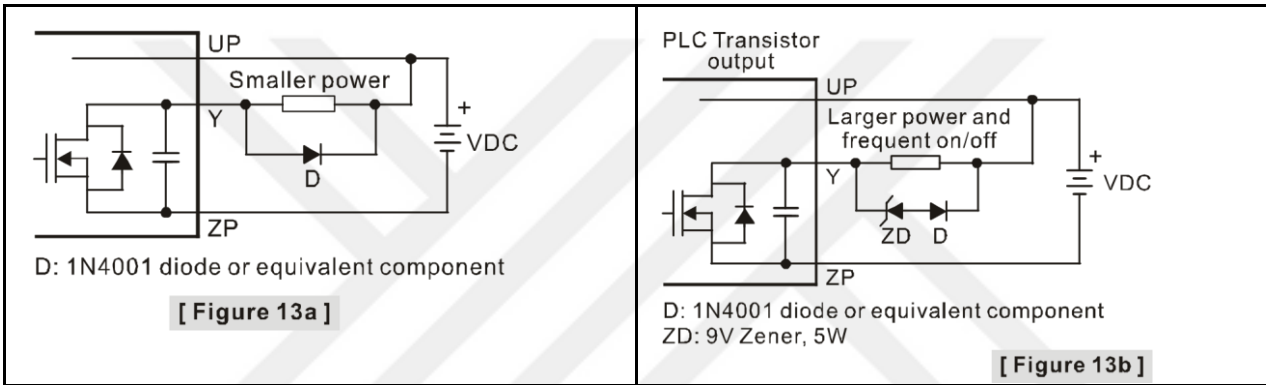 UP
Smaller power
Y
+
VDC
D
ZP
D: 1N4001 diode or equivalent component
[ Figure 13a ]
PLC Transistor
output
UP
Larger power and
frequent on/off
Y
+
VDC
ZD D
ZP
D: 1N4001 diode or equivalent component
ZD: 9V Zener, 5W
[ Figure 13b ]